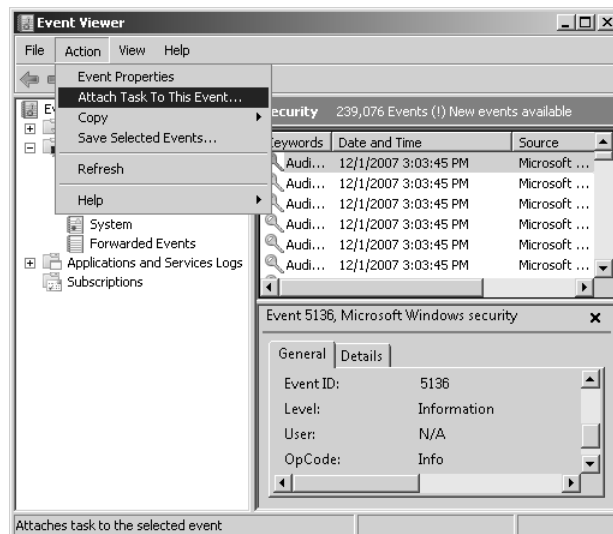 Event Viewer
File Action View Help
Event Properties
Attach Task To This Event...
Copy
Save Selected Events...
Refresh
Help
ecurity 239,076 Events (!) New events available
eywords Date and Time Source
Audi... 12/1/2007 3:03:45 PM Microsoft ...
Audi... 12/1/2007 3:03:45 PM Microsoft ...
Audi... 12/1/2007 3:03:45 PM Microsoft ...
Audi... 12/1/2007 3:03:45 PM Microsoft ...
Audi... 12/1/2007 3:03:45 PM Microsoft ...
Audi... 12/1/2007 3:03:45 PM Microsoft ...
System
Forwarded Events
Applications and Services Logs
Subscriptions
Event 5136, Microsoft Windows security
General Details
Event ID: 5136
Level: Information
User: N/A
OpCode: Info
Attaches task to the selected event